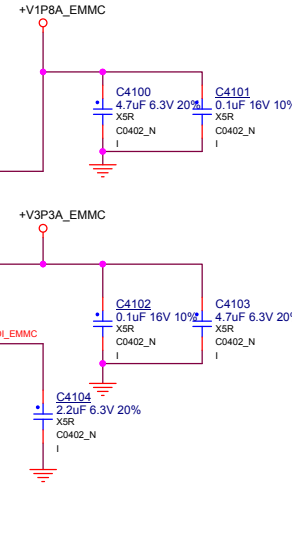 +V1P8A_EMMC
C4100
4.7uF 6.3V 20%
X5R
C0402_N
I
C4101
0.1uF 16V 10%
X5R
C0402_N
I
+V3P3A_EMMC
C4102
0.1uF 16V 10%
X5R
C0402_N
I
C4103
4.7uF 6.3V 20%
X5R
C0402_N
I
I_EMMC
C4104
2.2uF 6.3V 20%
X5R
C0402_N
I